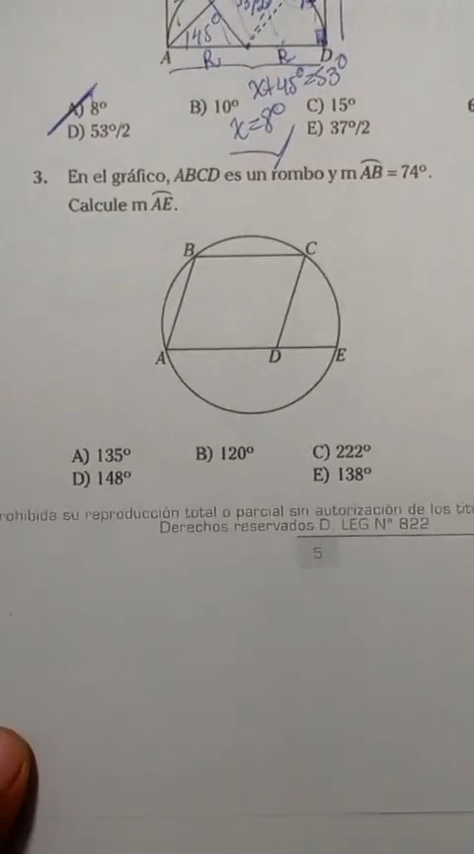 145°
A R R D
x+45°=53°
x=8°
A) 8° B) 10° C) 15°
D) 53°/2 E) 37°/2
3. En el gráfico, ABCD es un rombo y m AB = 74°.
Calcule m AE.
B C
A D E
A) 135° B) 120° C) 222°
D) 148° E) 138°
rohibida su reproducción total o parcial sin autorización de los tit
Derechos reservados D. LEG N° 822
5